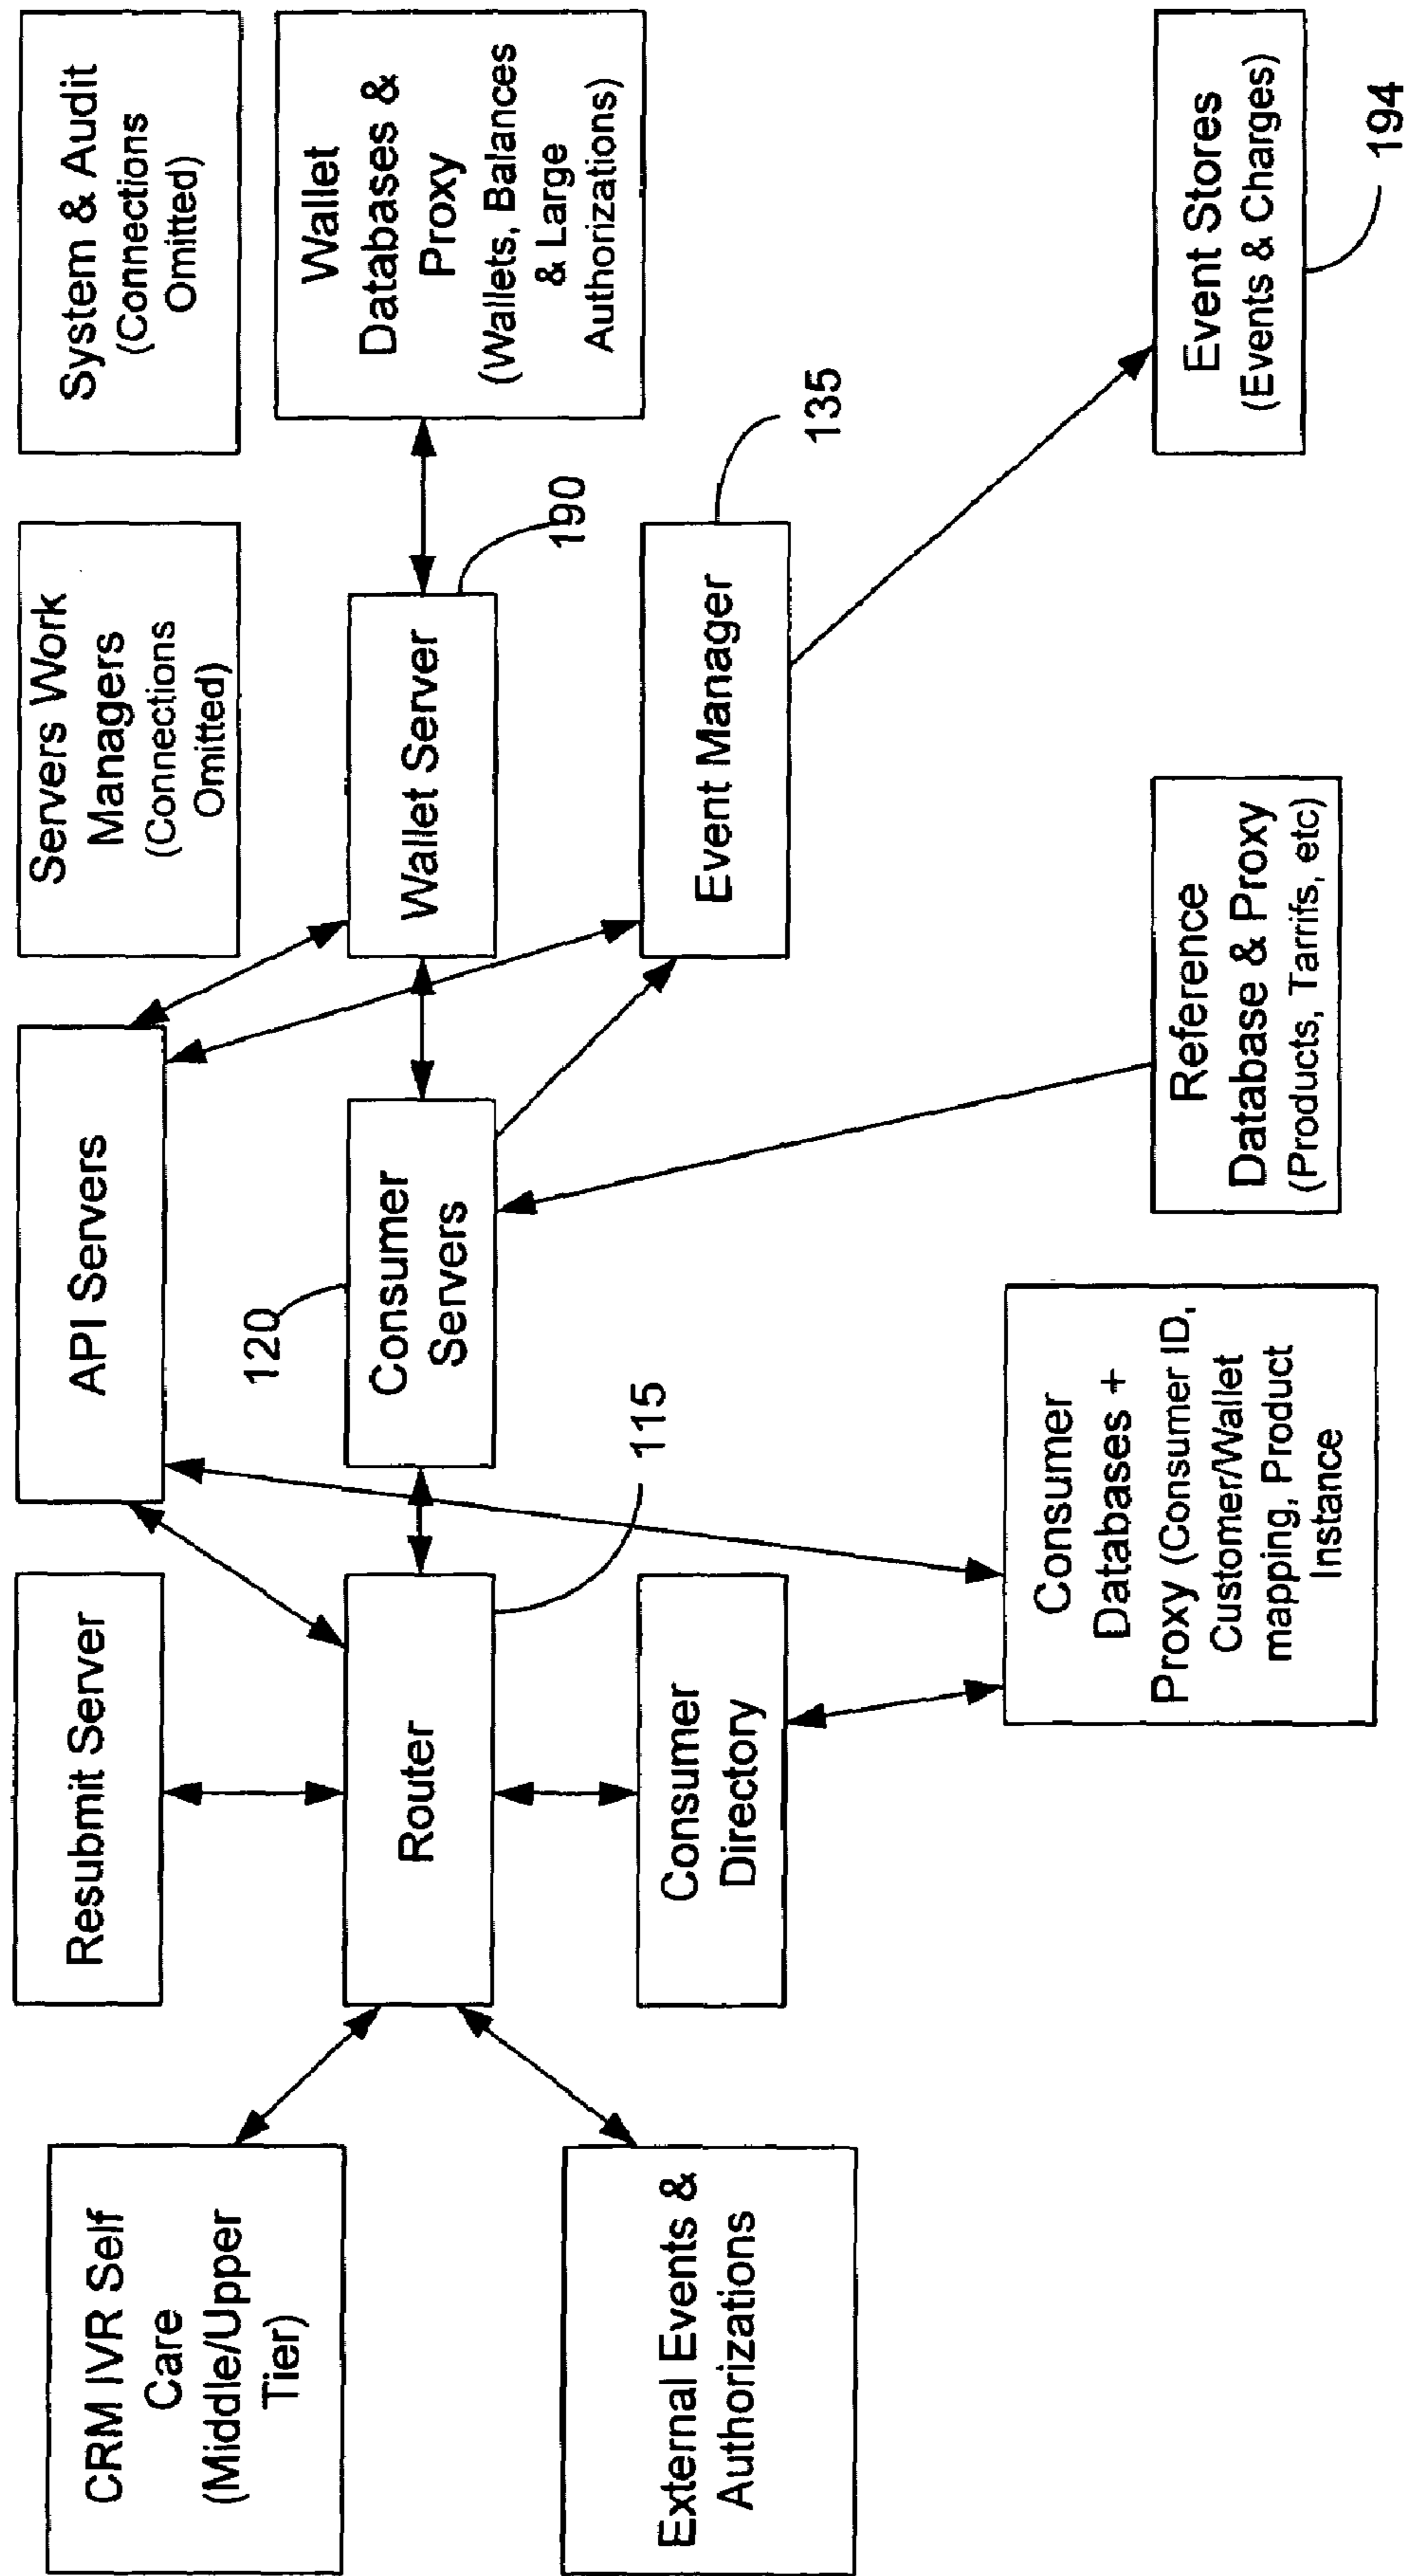 CRM IVR Self
Care
(Middle/Upper
Tier)
External Events &
Authorizations
Resubmit Server
Router
115
Consumer
Directory
API Servers
120
Consumer
Servers
Consumer
Databases +
Proxy (Consumer ID,
Customer/Wallet
mapping, Product
Instance
Servers Work
Managers
(Connections
Omitted)
Wallet Server
190
Event Manager
135
Reference
Database & Proxy
(Products, Tarrifs, etc)
System & Audit
(Connections
Omitted)
Wallet
Databases &
Proxy
(Wallets, Balances
& Large
Authorizations)
Event Stores
(Events & Charges)
194